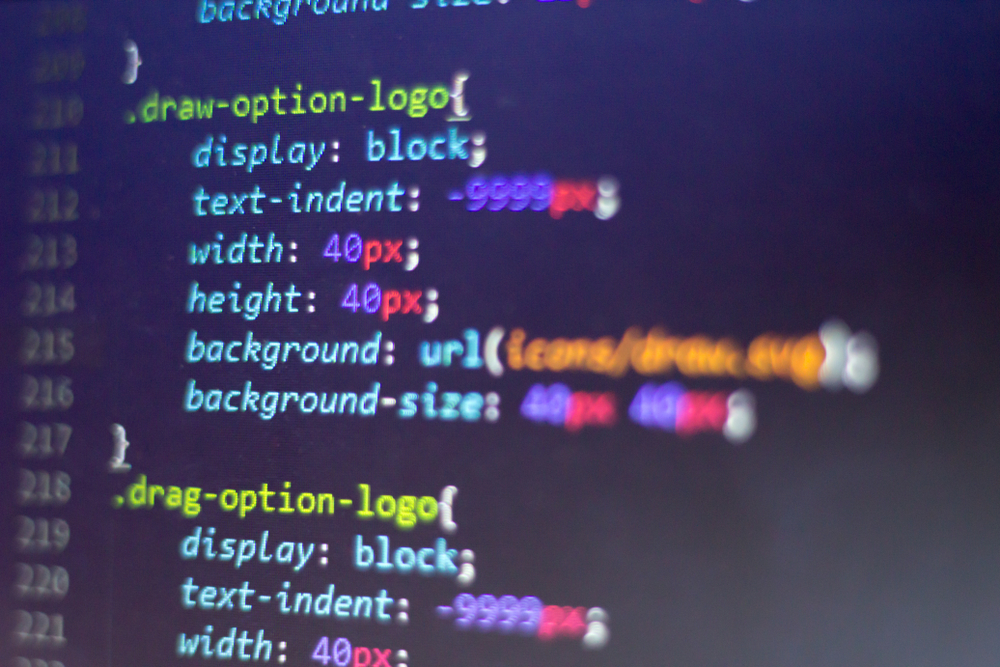 208 background-size:
209 }
210 .draw-option-logo{
211 display: block;
212 text-indent: -9999px;
213 width: 40px;
214 height: 40px;
215 background: url(icons/draw.svg);
216 background-size: 40px 40px;
217 }
218 .drag-option-logo{
219 display: block;
220 text-indent: -9999px;
221 width: 40px;